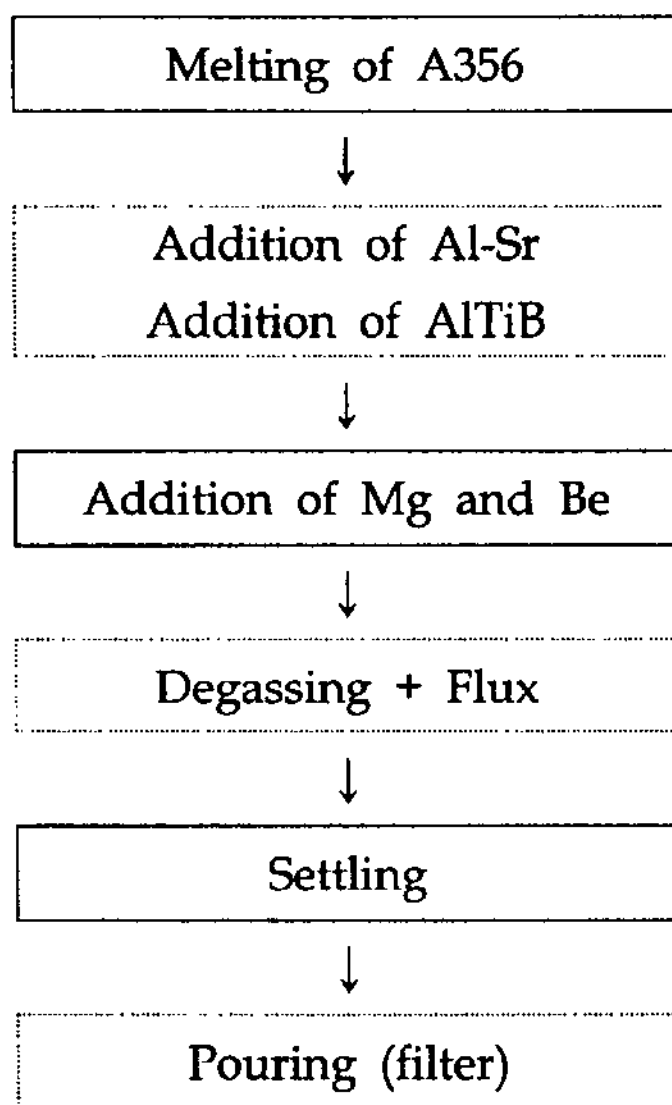 Melting of A356
↓
Addition of Al-Sr
Addition of AlTiB
↓
Addition of Mg and Be
↓
Degassing + Flux
↓
Settling
↓
Pouring (filter)